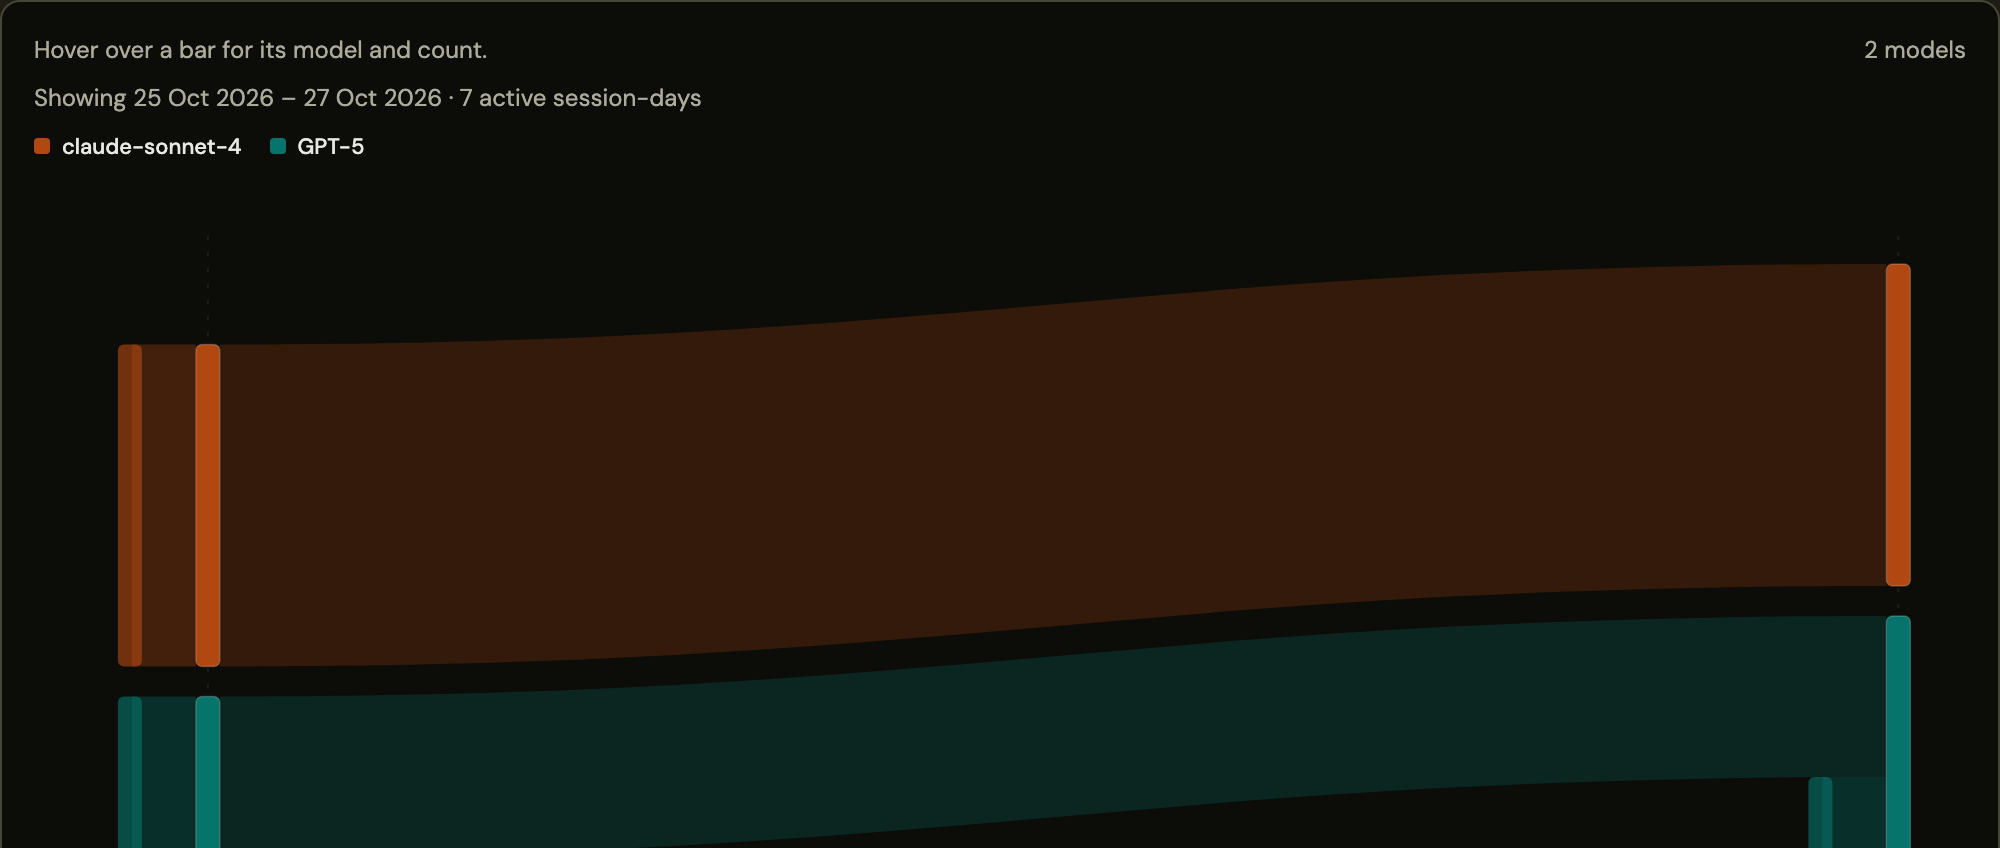 Hover over a bar for its model and count.
2 models
Showing 25 Oct 2026 – 27 Oct 2026 · 7 active session-days
claude-sonnet-4
GPT-5